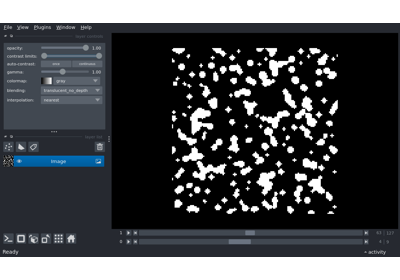 File View Plugins Window Help
opacity: 1.00
contrast limits:
auto-contrast: once continuous
gamma: 1.00
colormap: gray
blending: translucent_no_depth
interpolation: nearest
Image
1
0
Ready
activity